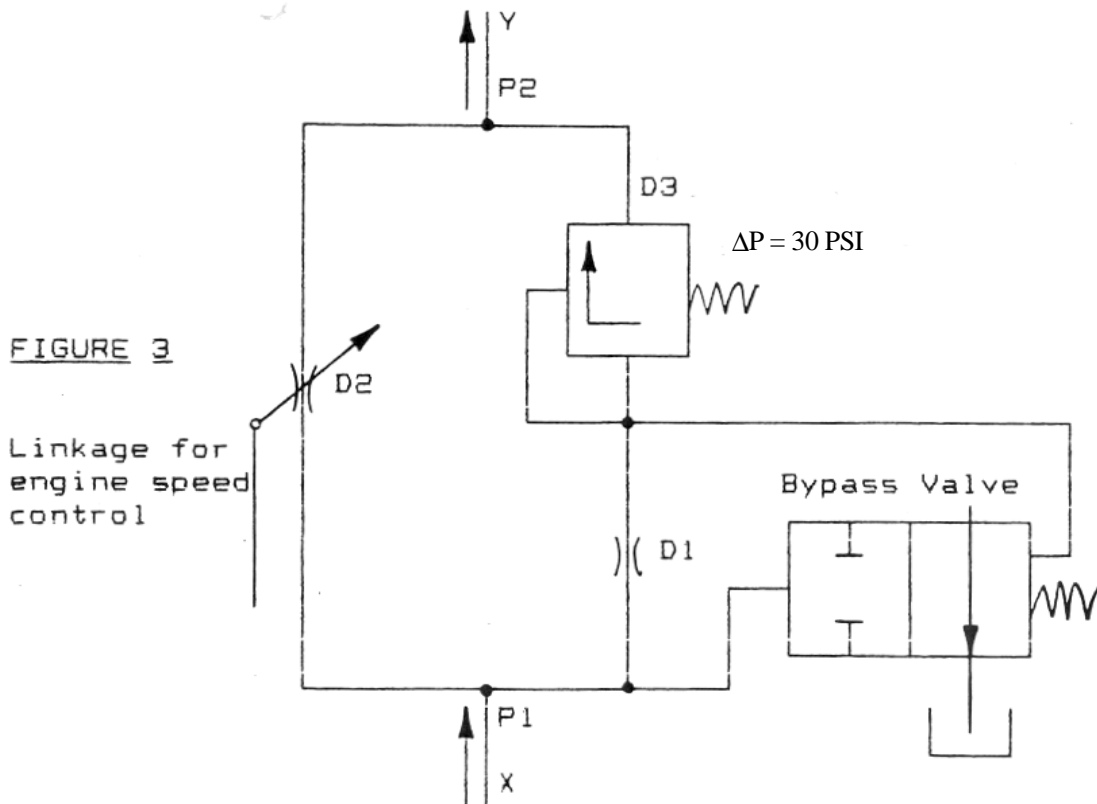 Y
P2
D3
ΔP = 30 PSI
FIGURE 3
D2
Linkage for
engine speed
control
Bypass Valve
D1
P1
X